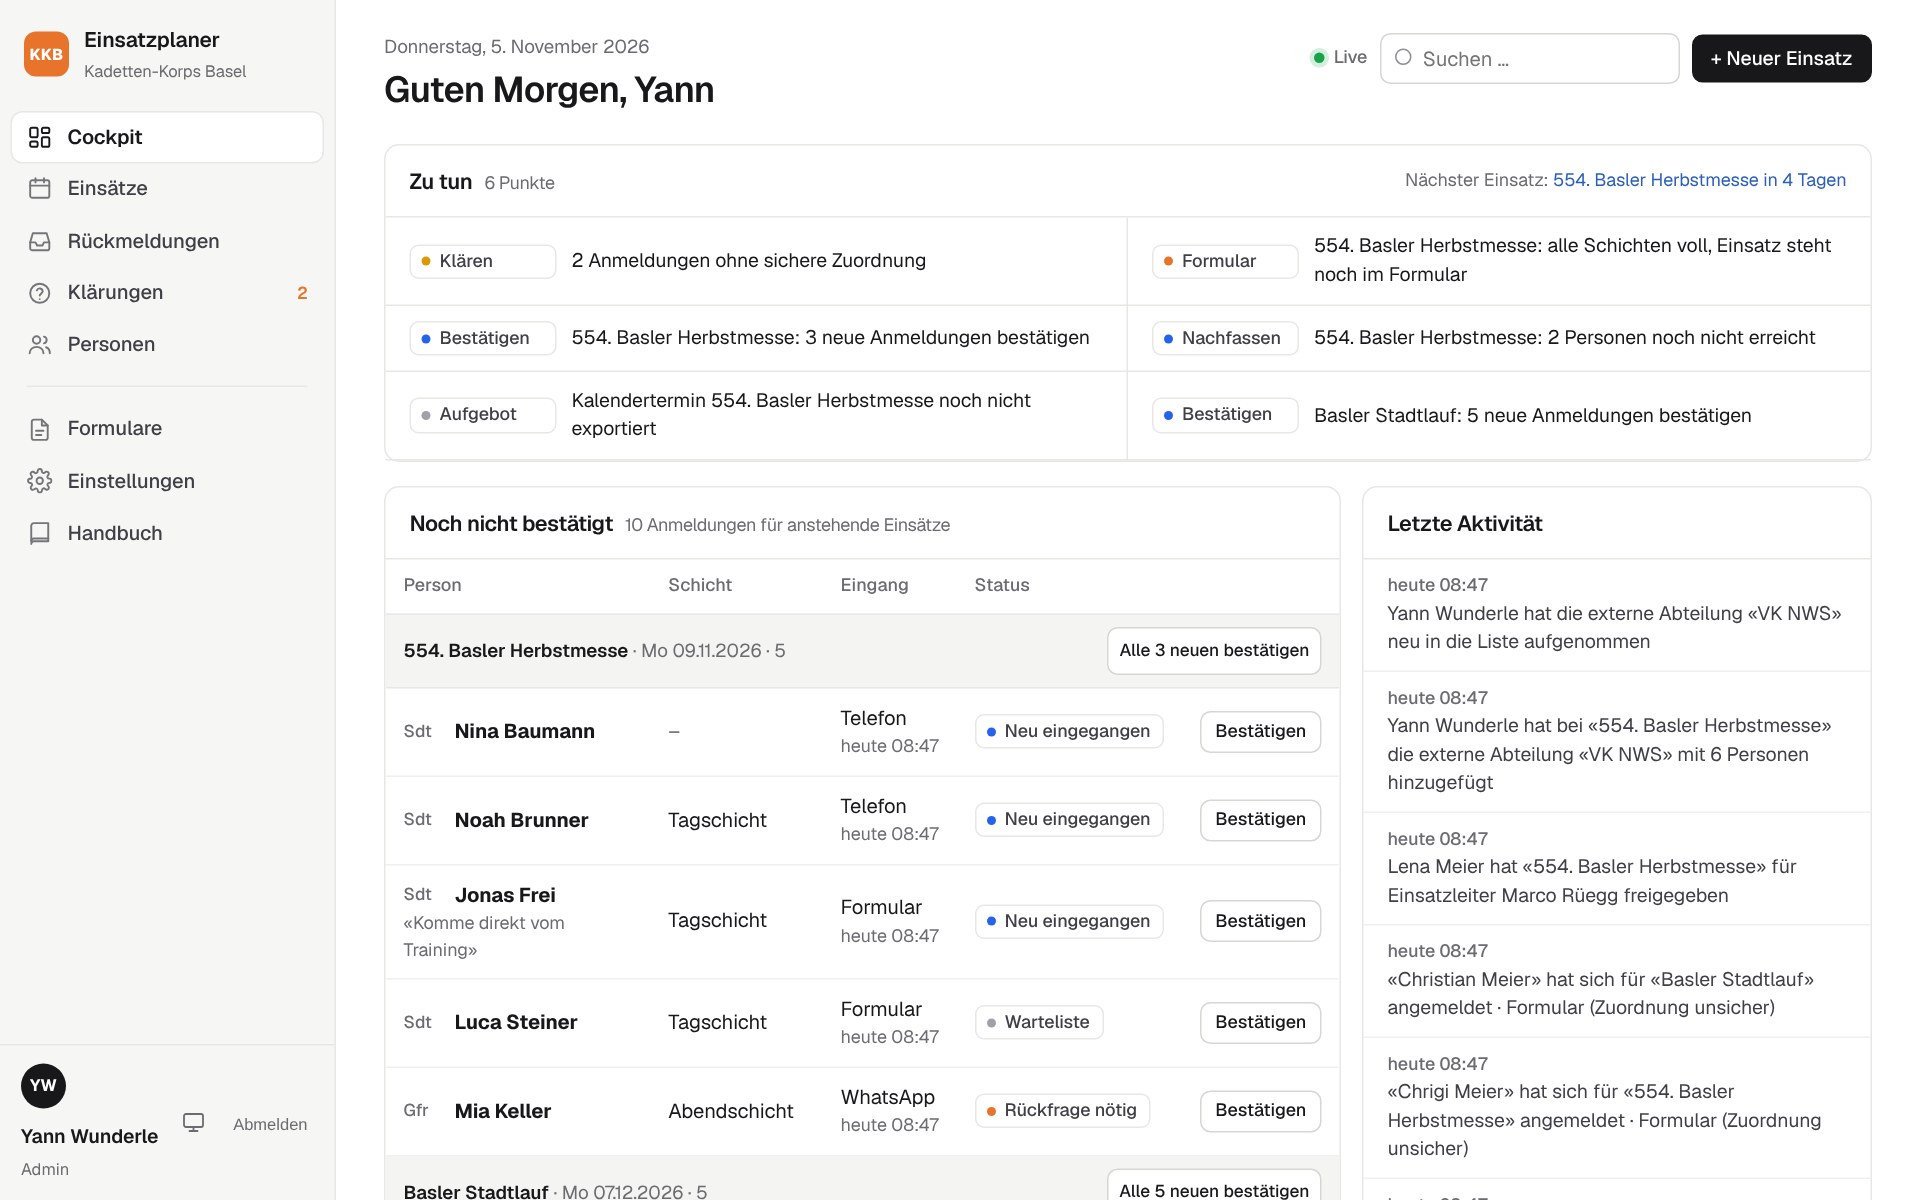 KKB
Einsatzplaner
Kadetten-Korps Basel
Cockpit
Einsätze
Rückmeldungen
Klärungen 2
Personen
Formulare
Einstellungen
Handbuch
YW
Yann Wunderle
Admin
Abmelden
Donnerstag, 5. November 2026
Guten Morgen, Yann
Live
Suchen …
+ Neuer Einsatz
Zu tun 6 Punkte
Nächster Einsatz: 554. Basler Herbstmesse in 4 Tagen
Klären 2 Anmeldungen ohne sichere Zuordnung
Formular 554. Basler Herbstmesse: alle Schichten voll, Einsatz steht
noch im Formular
Bestätigen 554. Basler Herbstmesse: 3 neue Anmeldungen bestätigen
Nachfassen 554. Basler Herbstmesse: 2 Personen noch nicht erreicht
Aufgebot Kalendertermin 554. Basler Herbstmesse noch nicht
exportiert
Bestätigen Basler Stadtlauf: 5 neue Anmeldungen bestätigen
Noch nicht bestätigt 10 Anmeldungen für anstehende Einsätze
Person Schicht Eingang Status
554. Basler Herbstmesse · Mo 09.11.2026 · 5 Alle 3 neuen bestätigen
Sdt Nina Baumann – Telefon Neu eingegangen Bestätigen
heute 08:47
Sdt Noah Brunner Tagschicht Telefon Neu eingegangen Bestätigen
heute 08:47
Sdt Jonas Frei
«Komme direkt vom
Training»
Tagschicht Formular Neu eingegangen Bestätigen
heute 08:47
Sdt Luca Steiner Tagschicht Formular Warteliste Bestätigen
heute 08:47
Gfr Mia Keller Abendschicht WhatsApp Rückfrage nötig Bestätigen
heute 08:47
Basler Stadtlauf · Mo 07.12.2026 · 5 Alle 5 neuen bestätigen
Letzte Aktivität
heute 08:47
Yann Wunderle hat die externe Abteilung «VK NWS»
neu in die Liste aufgenommen
heute 08:47
Yann Wunderle hat bei «554. Basler Herbstmesse»
die externe Abteilung «VK NWS» mit 6 Personen
hinzugefügt
heute 08:47
Lena Meier hat «554. Basler Herbstmesse» für
Einsatzleiter Marco Rüegg freigegeben
heute 08:47
«Christian Meier» hat sich für «Basler Stadtlauf»
angemeldet · Formular (Zuordnung unsicher)
heute 08:47
«Chrigi Meier» hat sich für «554. Basler
Herbstmesse» angemeldet · Formular (Zuordnung
unsicher)